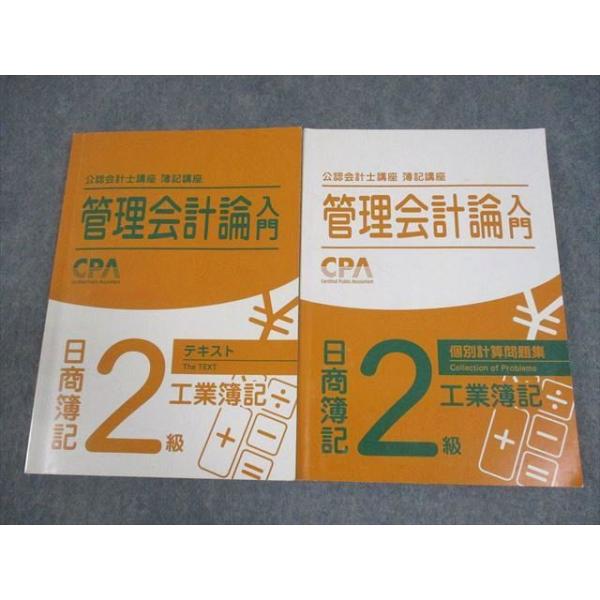 公認会計士講座 簿記講座
管理会計論入門
CPA
Certified Public Accountant
テキスト
The TEXT
日商簿記2級
工業簿記
公認会計士講座 簿記講座
管理会計論入門
CPA
Certified Public Accountant
個別計算問題集
Collection of Problems
日商簿記2級
工業簿記